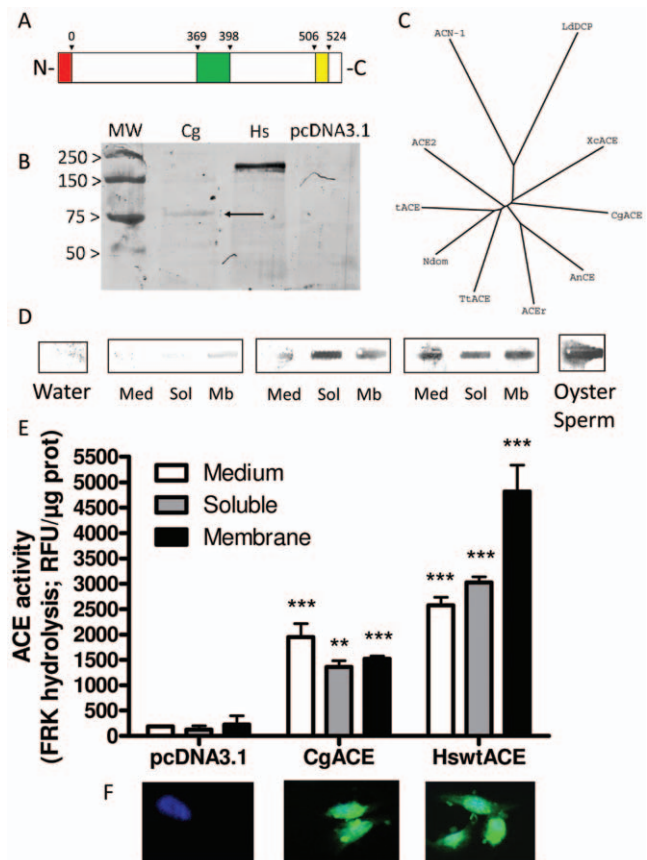 A
0 369 398 506 524
N- -C
B
MW Cg Hs pcDNA3.1
250 >
150 >
75 >
50 >
C
ACN-1
LdDCP
ACE2
XcACE
tACE
CgACE
Ndom
AnCE
TtACE
ACEr
D
Water
Med Sol Mb
Med Sol Mb
Med Sol Mb
Oyster
Sperm
E
ACE activity
(FRK hydrolysis; RFU/µg prot)
5500
5000
4500
4000
3500
3000
2500
2000
1500
1000
500
0
Medium
Soluble
Membrane
*** ** ***
*** *** ***
pcDNA3.1 CgACE HswtACE
F